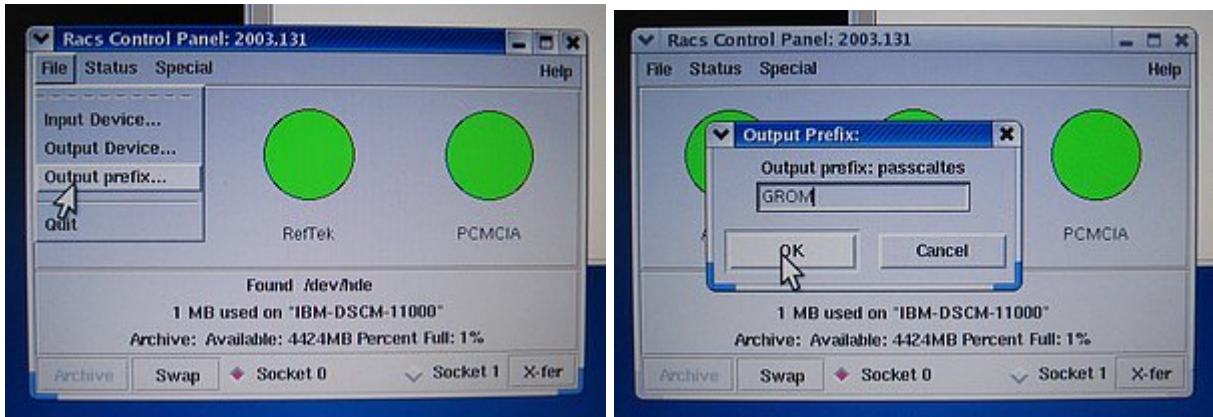 Racs Control Panel: 2003.131
File Status Special Help
Input Device...
Output Device...
Output prefix...
Quit
RefTek PCMCIA
Found /dev/hde
1 MB used on "IBM-DSCM-11000"
Archive: Available: 4424MB Percent Full: 1%
Archive Swap Socket 0 Socket 1 X-fer
Racs Control Panel: 2003.131
File Status Special Help
Output Prefix:
Output prefix: passcaltes
GROM
OK Cancel
PCMCIA
1 MB used on "IBM-DSCM-11000"
Archive: Available: 4424MB Percent Full: 1%
Archive Swap Socket 0 Socket 1 X-fer